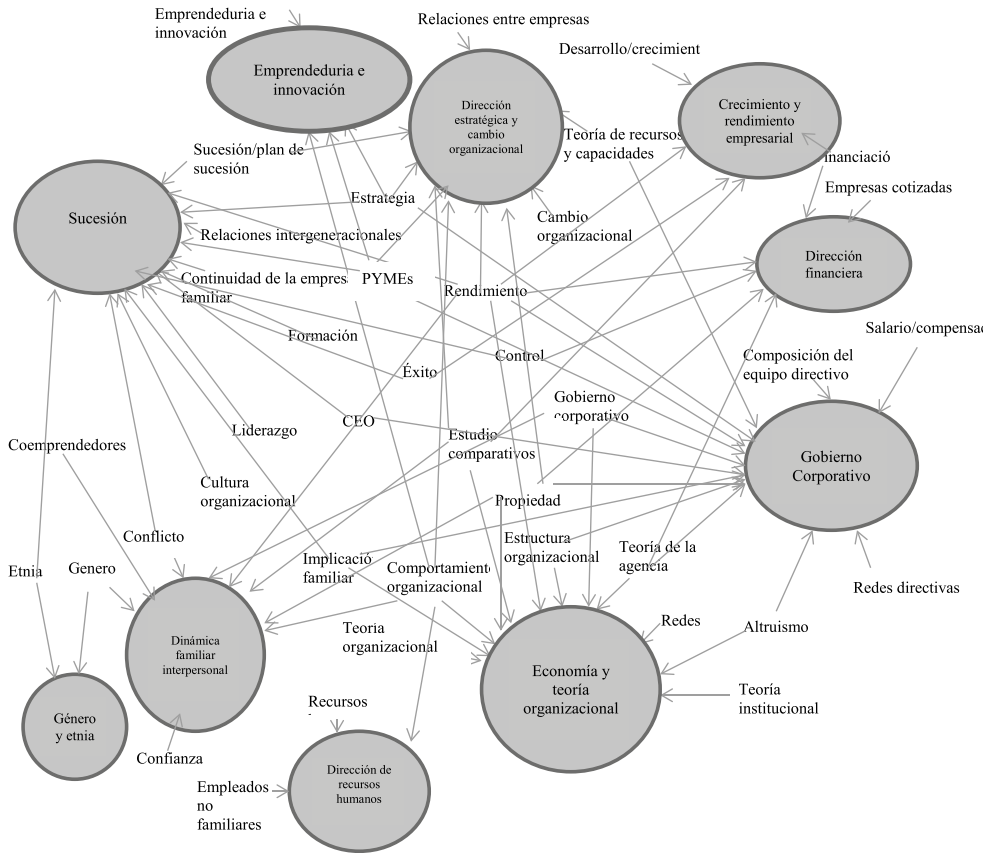 Emprendeduria e
innovación
Relaciones entre empresas
Desarrollo/crecimient
Emprendeduria e
innovación
Dirección
estratégica y
cambio
organizacional
Crecimiento y
rendimiento
empresarial
Teoría de recursos
y capacidades
Sucesión/plan de
sucesión
inanciació
Empresas cotizadas
Estrategia
Sucesión
Cambio
organizacional
Relaciones intergeneracionales
Dirección
financiera
Continuidad de la empres
familiar
PYMEs
Rendimiento
Salario/compensac
Formación
Control
Composición del
equipo directivo
Éxito
Gobierno
corporativo
CEO
Liderazgo
Estudio
comparativos
Coemprendedores
Gobierno
Corporativo
Cultura
organizacional
Propiedad
Conflicto
Estructura
organizacional
Teoría de la
agencia
Implicació
familiar
Comportamiento
organizacional
Etnia
Genero
Redes directivas
Redes
Altruismo
Teoria
organizacional
Dinámica
familiar
interpersonal
Economía y
teoría
organizacional
Género
y etnia
Teoría
institucional
Recursos
Confianza
Dirección de
recursos
humanos
Empleados
no
familiares